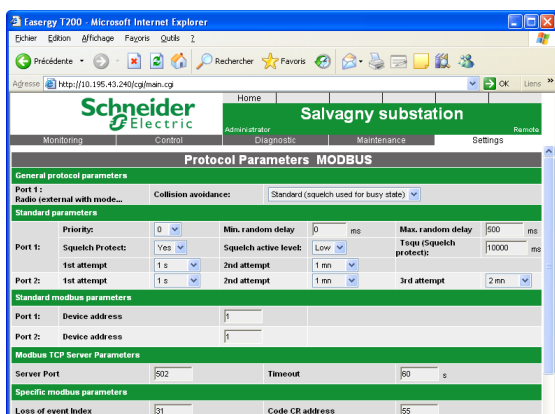 Easergy T200 - Microsoft Internet Explorer
Fichier Edition Affichage Favoris Outils ?
Précédente Rechercher Favoris
Adresse http://10.195.43.240/cgi/main.cgi OK Liens »
Home
Schneider Electric
Salvagny substation
Administrator Remote
Monitoring Control Diagnostic Maintenance Settings
Protocol Parameters MODBUS
General protocol parameters
Port 1 :
Radio (external with mode... Collision avoidance: Standard (squelch used for busy state)
Standard parameters
Priority: 0 Min. random delay 0 ms Max. random delay 500 ms
Port 1: Squelch Protect: Yes Squelch active level: Low Tsqu (Squelch protect): 10000 ms
1st attempt 1 s 2nd attempt 1 mn
Port 2: 1st attempt 1 s 2nd attempt 1 mn 3rd attempt 2 mn
Standard modbus parameters
Port 1: Device address 1
Port 2: Device address 1
Modbus TCP Server Parameters
Server Port 502 Timeout 60 s
Specific modbus parameters
Loss of event Index 31 Code CR address 55